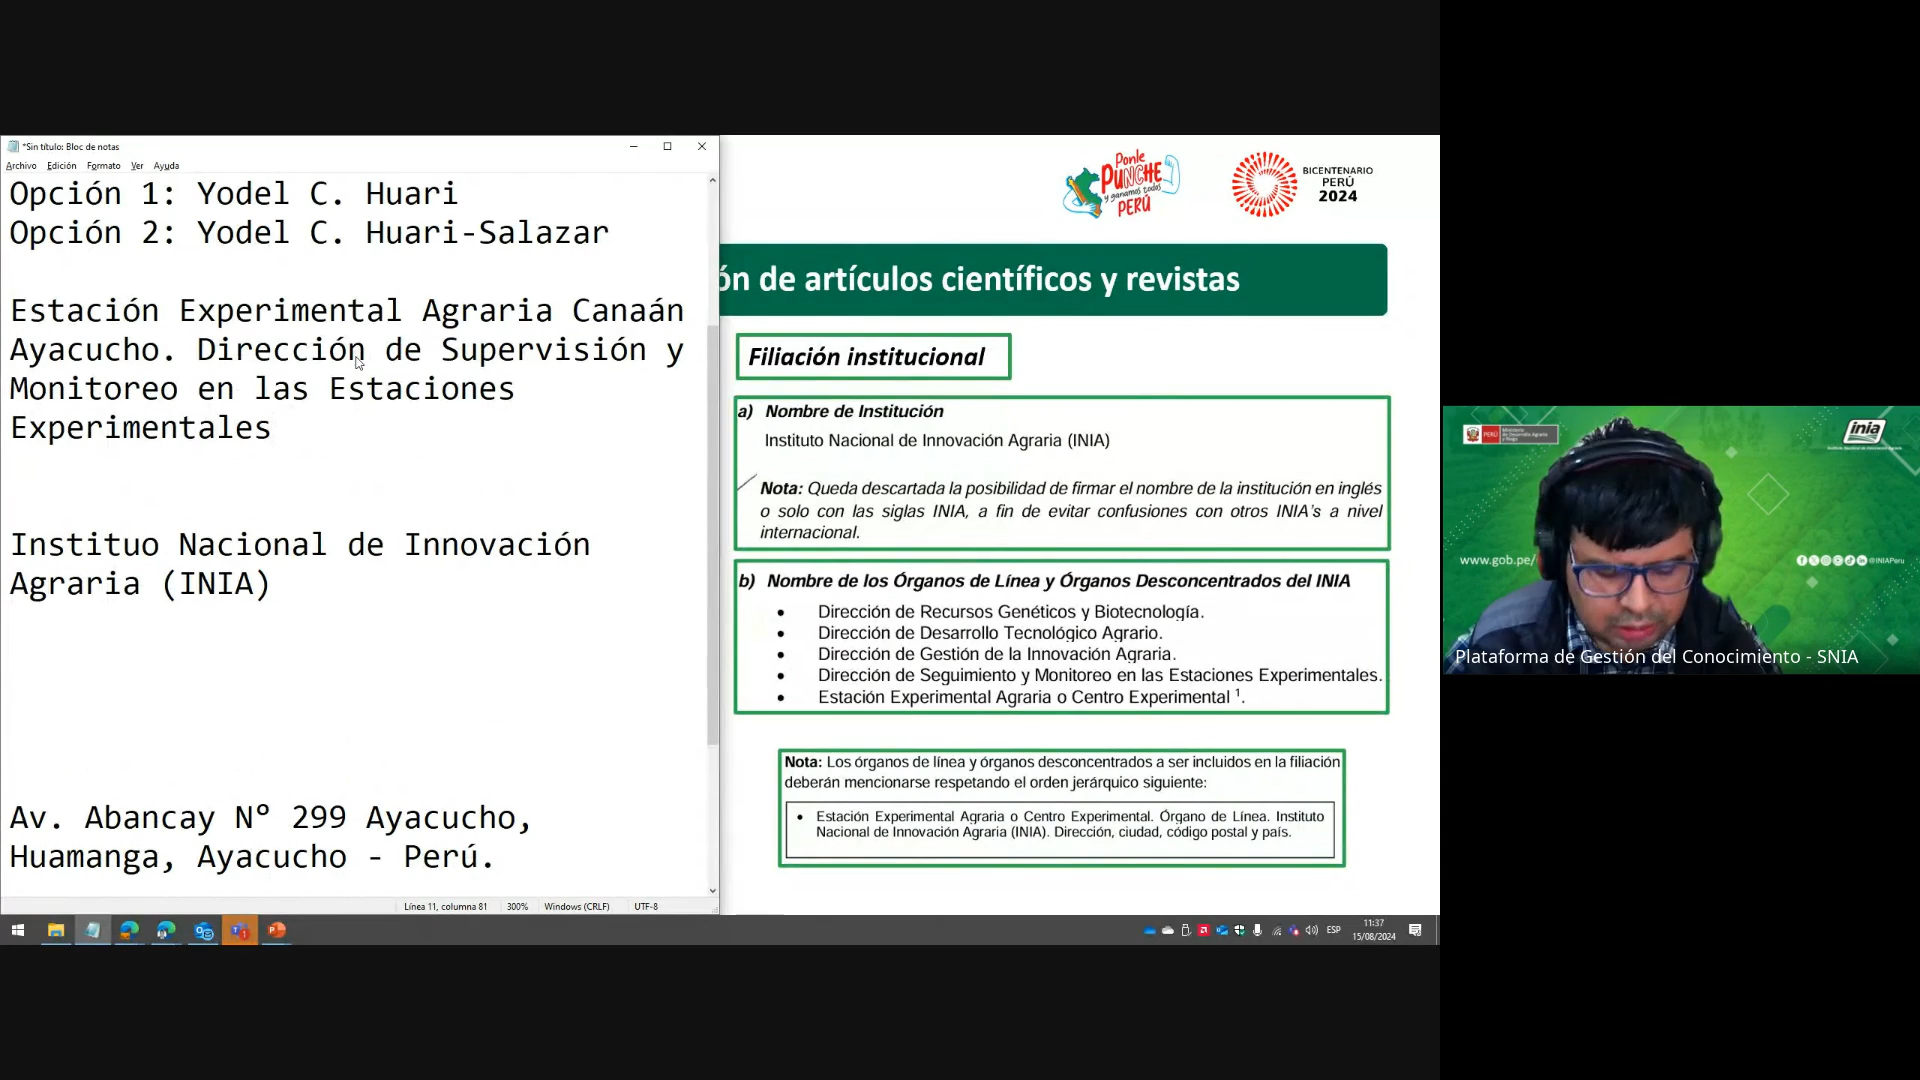 *Sin título: Bloc de notas
Archivo Edición Formato Ver Ayuda
Opción 1: Yodel C. Huari
Opción 2: Yodel C. Huari-Salazar
Estación Experimental Agraria Canaán
Ayacucho. Dirección de Supervisión y
Monitoreo en las Estaciones
Experimentales
Instituo Nacional de Innovación
Agraria (INIA)
Av. Abancay N° 299 Ayacucho,
Huamanga, Ayacucho - Perú.
Línea 11, columna 81 300% Windows (CRLF) UTF-8
Ponle
PUNCHE
y ganamos todos
PERÚ
BICENTENARIO
PERÚ
2024
ón de artículos científicos y revistas
Filiación institucional
a) Nombre de Institución
Instituto Nacional de Innovación Agraria (INIA)
Nota: Queda descartada la posibilidad de firmar el nombre de la institución en inglés
o solo con las siglas INIA, a fin de evitar confusiones con otros INIA's a nivel
internacional.
b) Nombre de los Órganos de Línea y Órganos Desconcentrados del INIA
• Dirección de Recursos Genéticos y Biotecnología.
• Dirección de Desarrollo Tecnológico Agrario.
• Dirección de Gestión de la Innovación Agraria.
• Dirección de Seguimiento y Monitoreo en las Estaciones Experimentales.
• Estación Experimental Agraria o Centro Experimental 1.
Nota: Los órganos de línea y órganos desconcentrados a ser incluidos en la filiación
deberán mencionarse respetando el orden jerárquico siguiente:
• Estación Experimental Agraria o Centro Experimental. Órgano de Línea. Instituto
Nacional de Innovación Agraria (INIA). Dirección, ciudad, código postal y país.
ESP
11:37
15/08/2024
PERÚ
inia
www.gob.pe/
@INIAPeru
Plataforma de Gestión del Conocimiento - SNIA